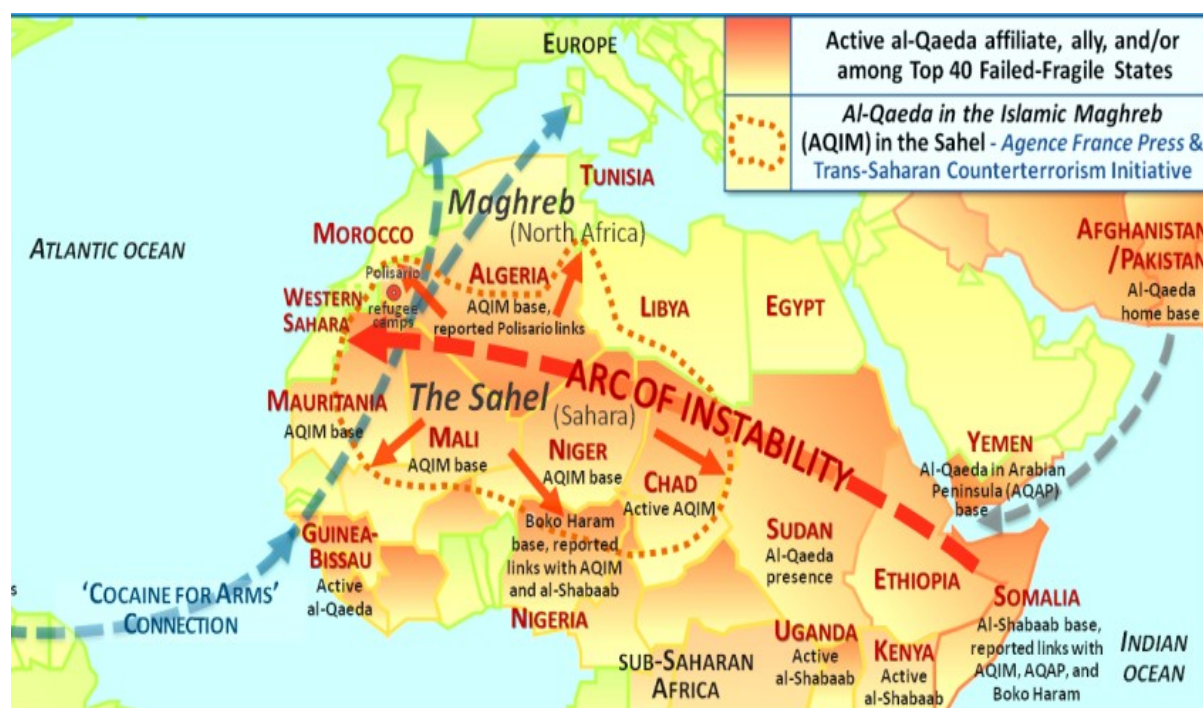 EUROPE
Active al-Qaeda affiliate, ally, and/or
among Top 40 Failed-Fragile States
Al-Qaeda in the Islamic Maghreb
(AQIM) in the Sahel - Agence France Press &
Trans-Saharan Counterterrorism Initiative
TUNISIA
Maghreb
(North Africa)
ATLANTIC OCEAN
MOROCCO
Polisario
refugee
camps
WESTERN
SAHARA
ALGERIA
AQIM base,
reported Polisario links
LIBYA
EGYPT
AFGHANISTAN
/PAKISTAN
Al-Qaeda
home base
ARC OF INSTABILITY
The Sahel
(Sahara)
MAURITANIA
AQIM base
MALI
AQIM base
NIGER
AQIM base
CHAD
Active AQIM
YEMEN
Al-Qaeda in Arabian
Peninsula (AQAP)
base
GUINEA-
BISSAU
Active
al-Qaeda
Boko Haram
base, reported
links with AQIM
and al-Shabaab
NIGERIA
SUDAN
Al-Qaeda
presence
ETHIOPIA
SOMALIA
Al-Shabaab base,
reported links with
AQIM, AQAP, and
Boko Haram
'COCAINE FOR ARMS'
CONNECTION
SUB-SAHARAN
AFRICA
UGANDA
Active
al-Shabaab
KENYA
Active
al-Shabaab
INDIAN
OCEAN